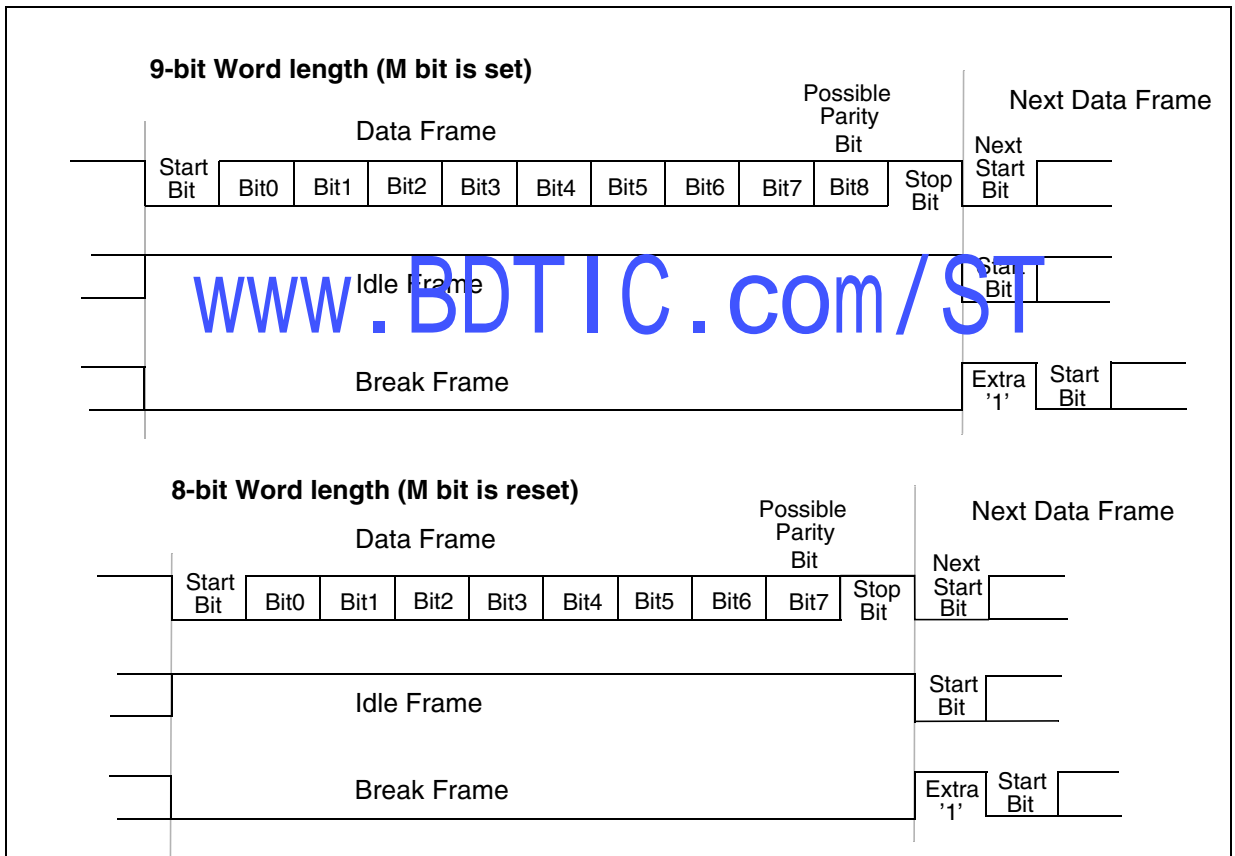 9-bit Word length (M bit is set)
Possible
Parity
Bit
Next Data Frame
Data Frame
Start
Bit
Bit0
Bit1
Bit2
Bit3
Bit4
Bit5
Bit6
Bit7
Bit8
Stop
Bit
Next
Start
Bit
Idle Frame
Start
Bit
www.BDTIC.com/ST
Break Frame
Extra
'1'
Start
Bit
8-bit Word length (M bit is reset)
Possible
Parity
Bit
Next Data Frame
Data Frame
Start
Bit
Bit0
Bit1
Bit2
Bit3
Bit4
Bit5
Bit6
Bit7
Stop
Bit
Next
Start
Bit
Idle Frame
Start
Bit
Break Frame
Extra
'1'
Start
Bit